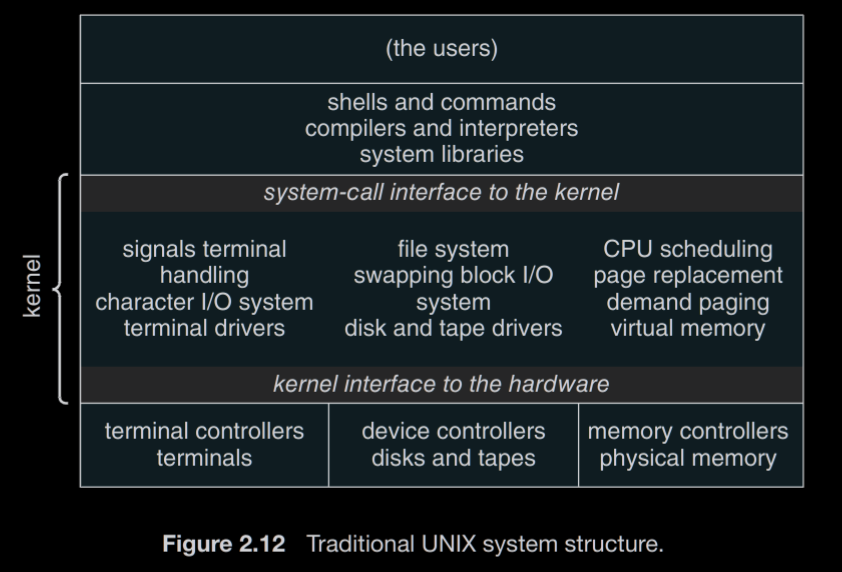 (the users)
shells and commands
compilers and interpreters
system libraries
kernel
system-call interface to the kernel
signals terminal
handling
character I/O system
terminal drivers
file system
swapping block I/O
system
disk and tape drivers
CPU scheduling
page replacement
demand paging
virtual memory
kernel interface to the hardware
terminal controllers
terminals
device controllers
disks and tapes
memory controllers
physical memory
Figure 2.12 Traditional UNIX system structure.